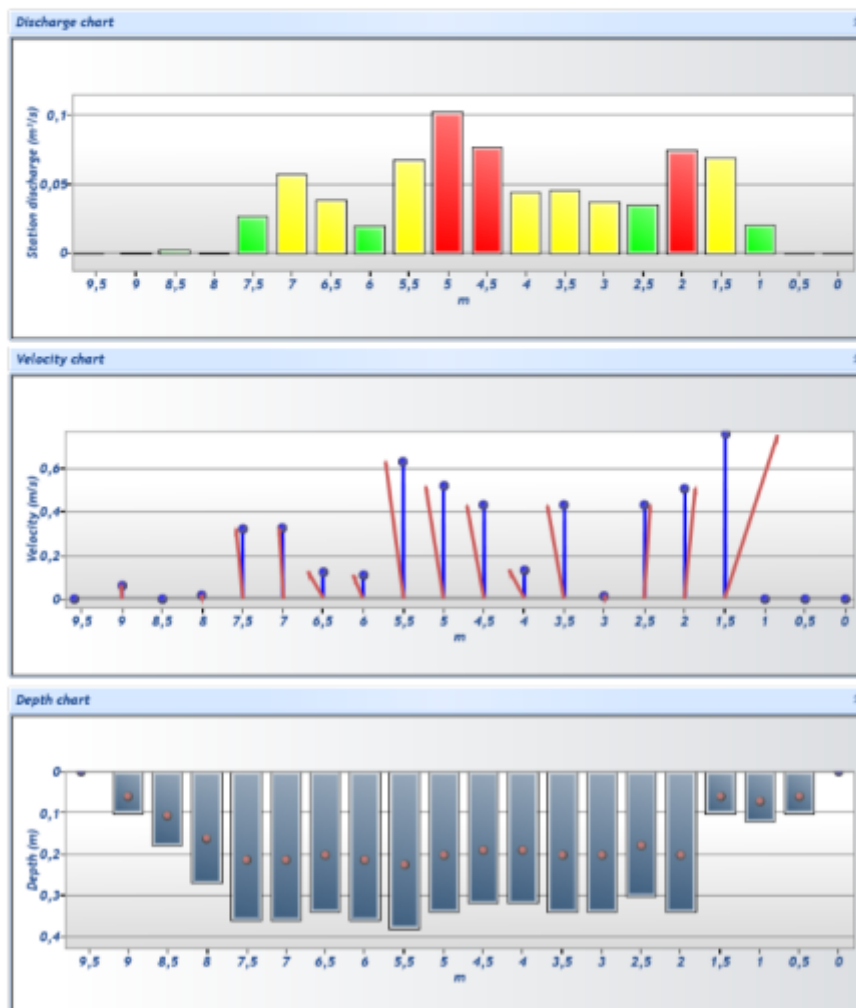 Discharge chart
Station discharge (m³/s)
0,1
0,05
0
9,5 9 8,5 8 7,5 7 6,5 6 5,5 5 4,5 4 3,5 3 2,5 2 1,5 1 0,5 0
m
Velocity chart
Velocity (m/s)
0,6
0,4
0,2
0
9,5 9 8,5 8 7,5 7 6,5 6 5,5 5 4,5 4 3,5 3 2,5 2 1,5 1 0,5 0
m
Depth chart
Depth (m)
0
0,1
0,2
0,3
0,4
9,5 9 8,5 8 7,5 7 6,5 6 5,5 5 4,5 4 3,5 3 2,5 2 1,5 1 0,5 0
m